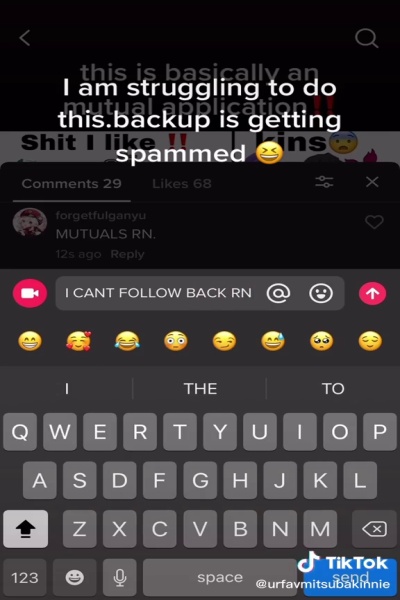 this is basically an
mutual application‼️
I am struggling to do
this.backup is getting
spammed 😆
Shit I like ‼️
kins😨
Comments 29
Likes 68
forgetfulganyu
MUTUALS RN.
12s ago Reply
I CANT FOLLOW BACK RN
I THE TO
Q W E R T Y U I O P
A S D F G H J K L
Z X C V B N M
123 space send
TikTok
@urfavmitsubakinnie